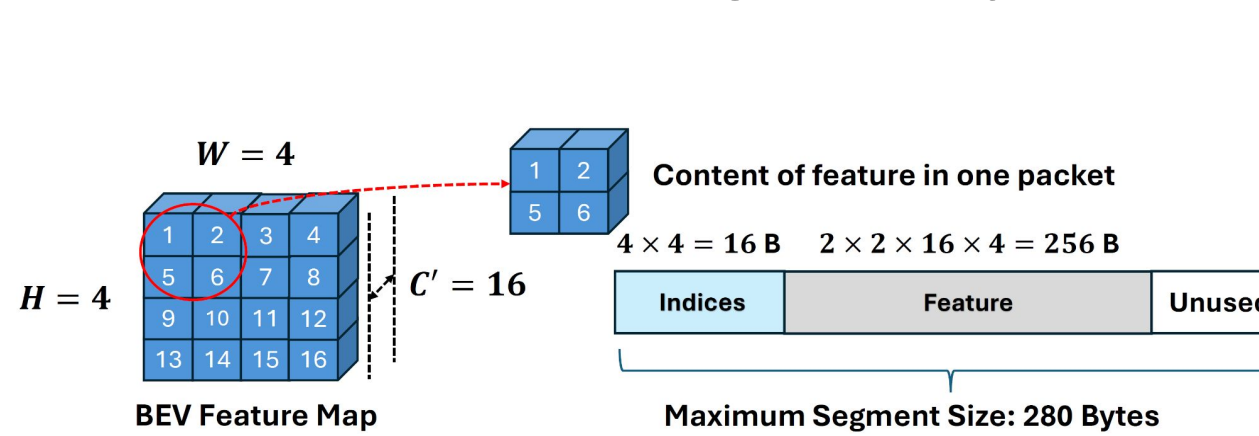 W = 4
1 2
5 6
Content of feature in one packet
4 × 4 = 16 B
2 × 2 × 16 × 4 = 256 B
1 2 3 4
5 6 7 8
9 10 11 12
13 14 15 16
H = 4
C′ = 16
Indices
Feature
Unused
BEV Feature Map
Maximum Segment Size: 280 Bytes